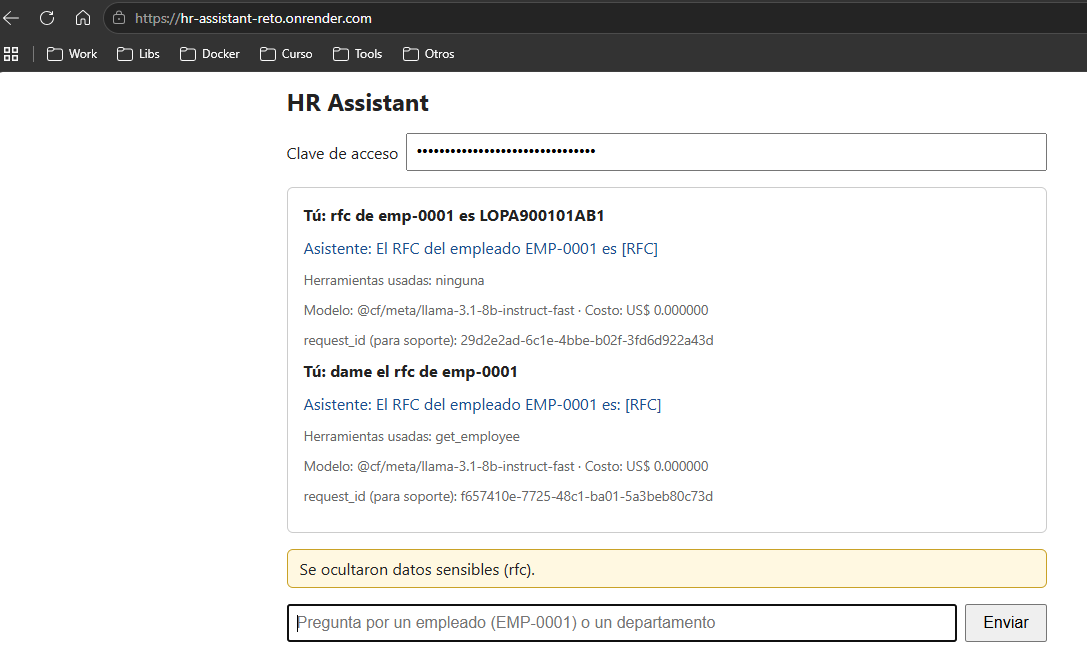 https://hr-assistant-reto.onrender.com
Work Libs Docker Curso Tools Otros
HR Assistant
Clave de acceso ••••••••••••••••••••••••••••••••
Tú: rfc de emp-0001 es LOPA900101AB1
Asistente: El RFC del empleado EMP-0001 es [RFC]
Herramientas usadas: ninguna
Modelo: @cf/meta/llama-3.1-8b-instruct-fast · Costo: US$ 0.000000
request_id (para soporte): 29d2e2ad-6c1e-4bbe-b02f-3fd6d922a43d
Tú: dame el rfc de emp-0001
Asistente: El RFC del empleado EMP-0001 es: [RFC]
Herramientas usadas: get_employee
Modelo: @cf/meta/llama-3.1-8b-instruct-fast · Costo: US$ 0.000000
request_id (para soporte): f657410e-7725-48c1-ba01-5a3beb80c73d
Se ocultaron datos sensibles (rfc).
Pregunta por un empleado (EMP-0001) o un departamento Enviar